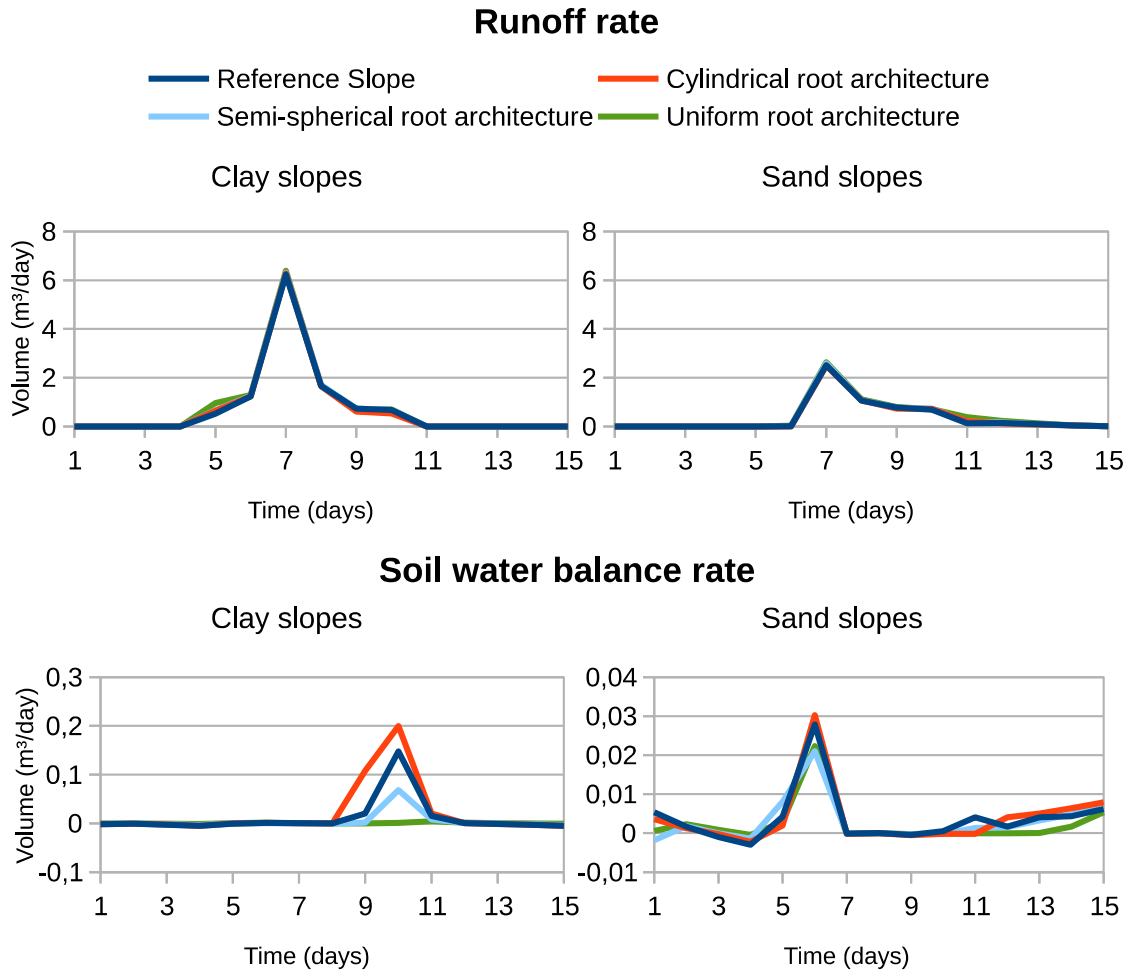 Runoff rate
Reference Slope
Cylindrical root architecture
Semi-spherical root architecture
Uniform root architecture
Clay slopes
Sand slopes
Volume (m³/day)
8
6
4
2
0
1 3 5 7 9 11 13 15
Time (days)
8
6
4
2
0
1 3 5 7 9 11 13 15
Time (days)
Soil water balance rate
Clay slopes
Sand slopes
Volume (m³/day)
0,3
0,2
0,1
0
-0,1
1 3 5 7 9 11 13 15
Time (days)
0,04
0,03
0,02
0,01
0
-0,01
1 3 5 7 9 11 13 15
Time (days)